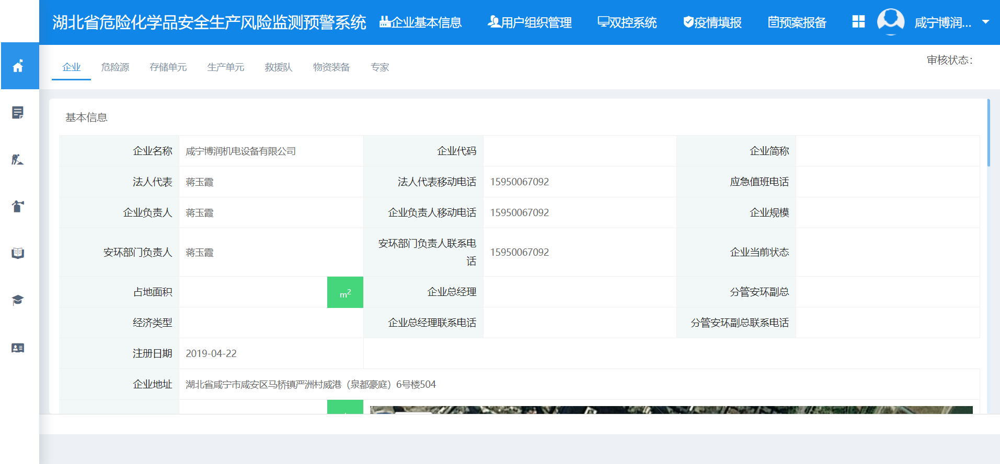 湖北省危险化学品安全生产风险监测预警系统 企业基本信息 用户组织管理 双控系统 疫情填报 预案报备 咸宁博润...
企业 危险源 存储单元 生产单元 救援队 物资装备 专家 审核状态：
基本信息
企业名称 咸宁博润机电设备有限公司 企业代码 企业简称
法人代表 蒋玉霞 法人代表移动电话 15950067092 应急值班电话
企业负责人 蒋玉霞 企业负责人移动电话 15950067092 企业规模
安环部门负责人 蒋玉霞 安环部门负责人联系电
话 15950067092 企业当前状态
占地面积 m² 企业总经理 分管安环副总
经济类型 企业总经理联系电话 分管安环副总联系电话
注册日期 2019-04-22
企业地址 湖北省咸宁市咸安区马桥镇严洲村威港（泉都豪庭）6号楼504